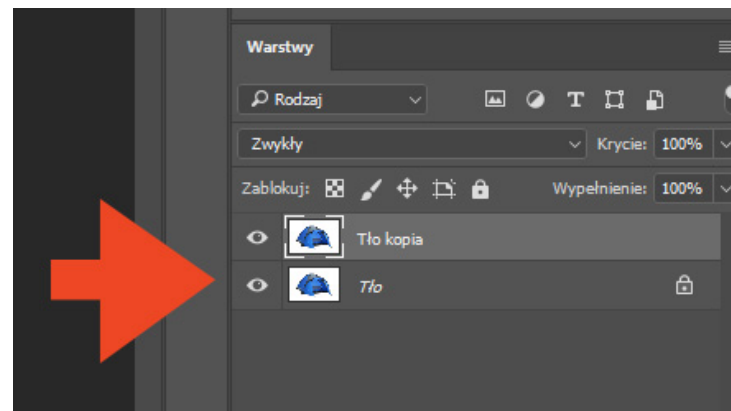 Warstwy
Rodzaj
Zwykły Krycie: 100%
Zablokuj: Wypełnienie: 100%
Tło kopia
Tło